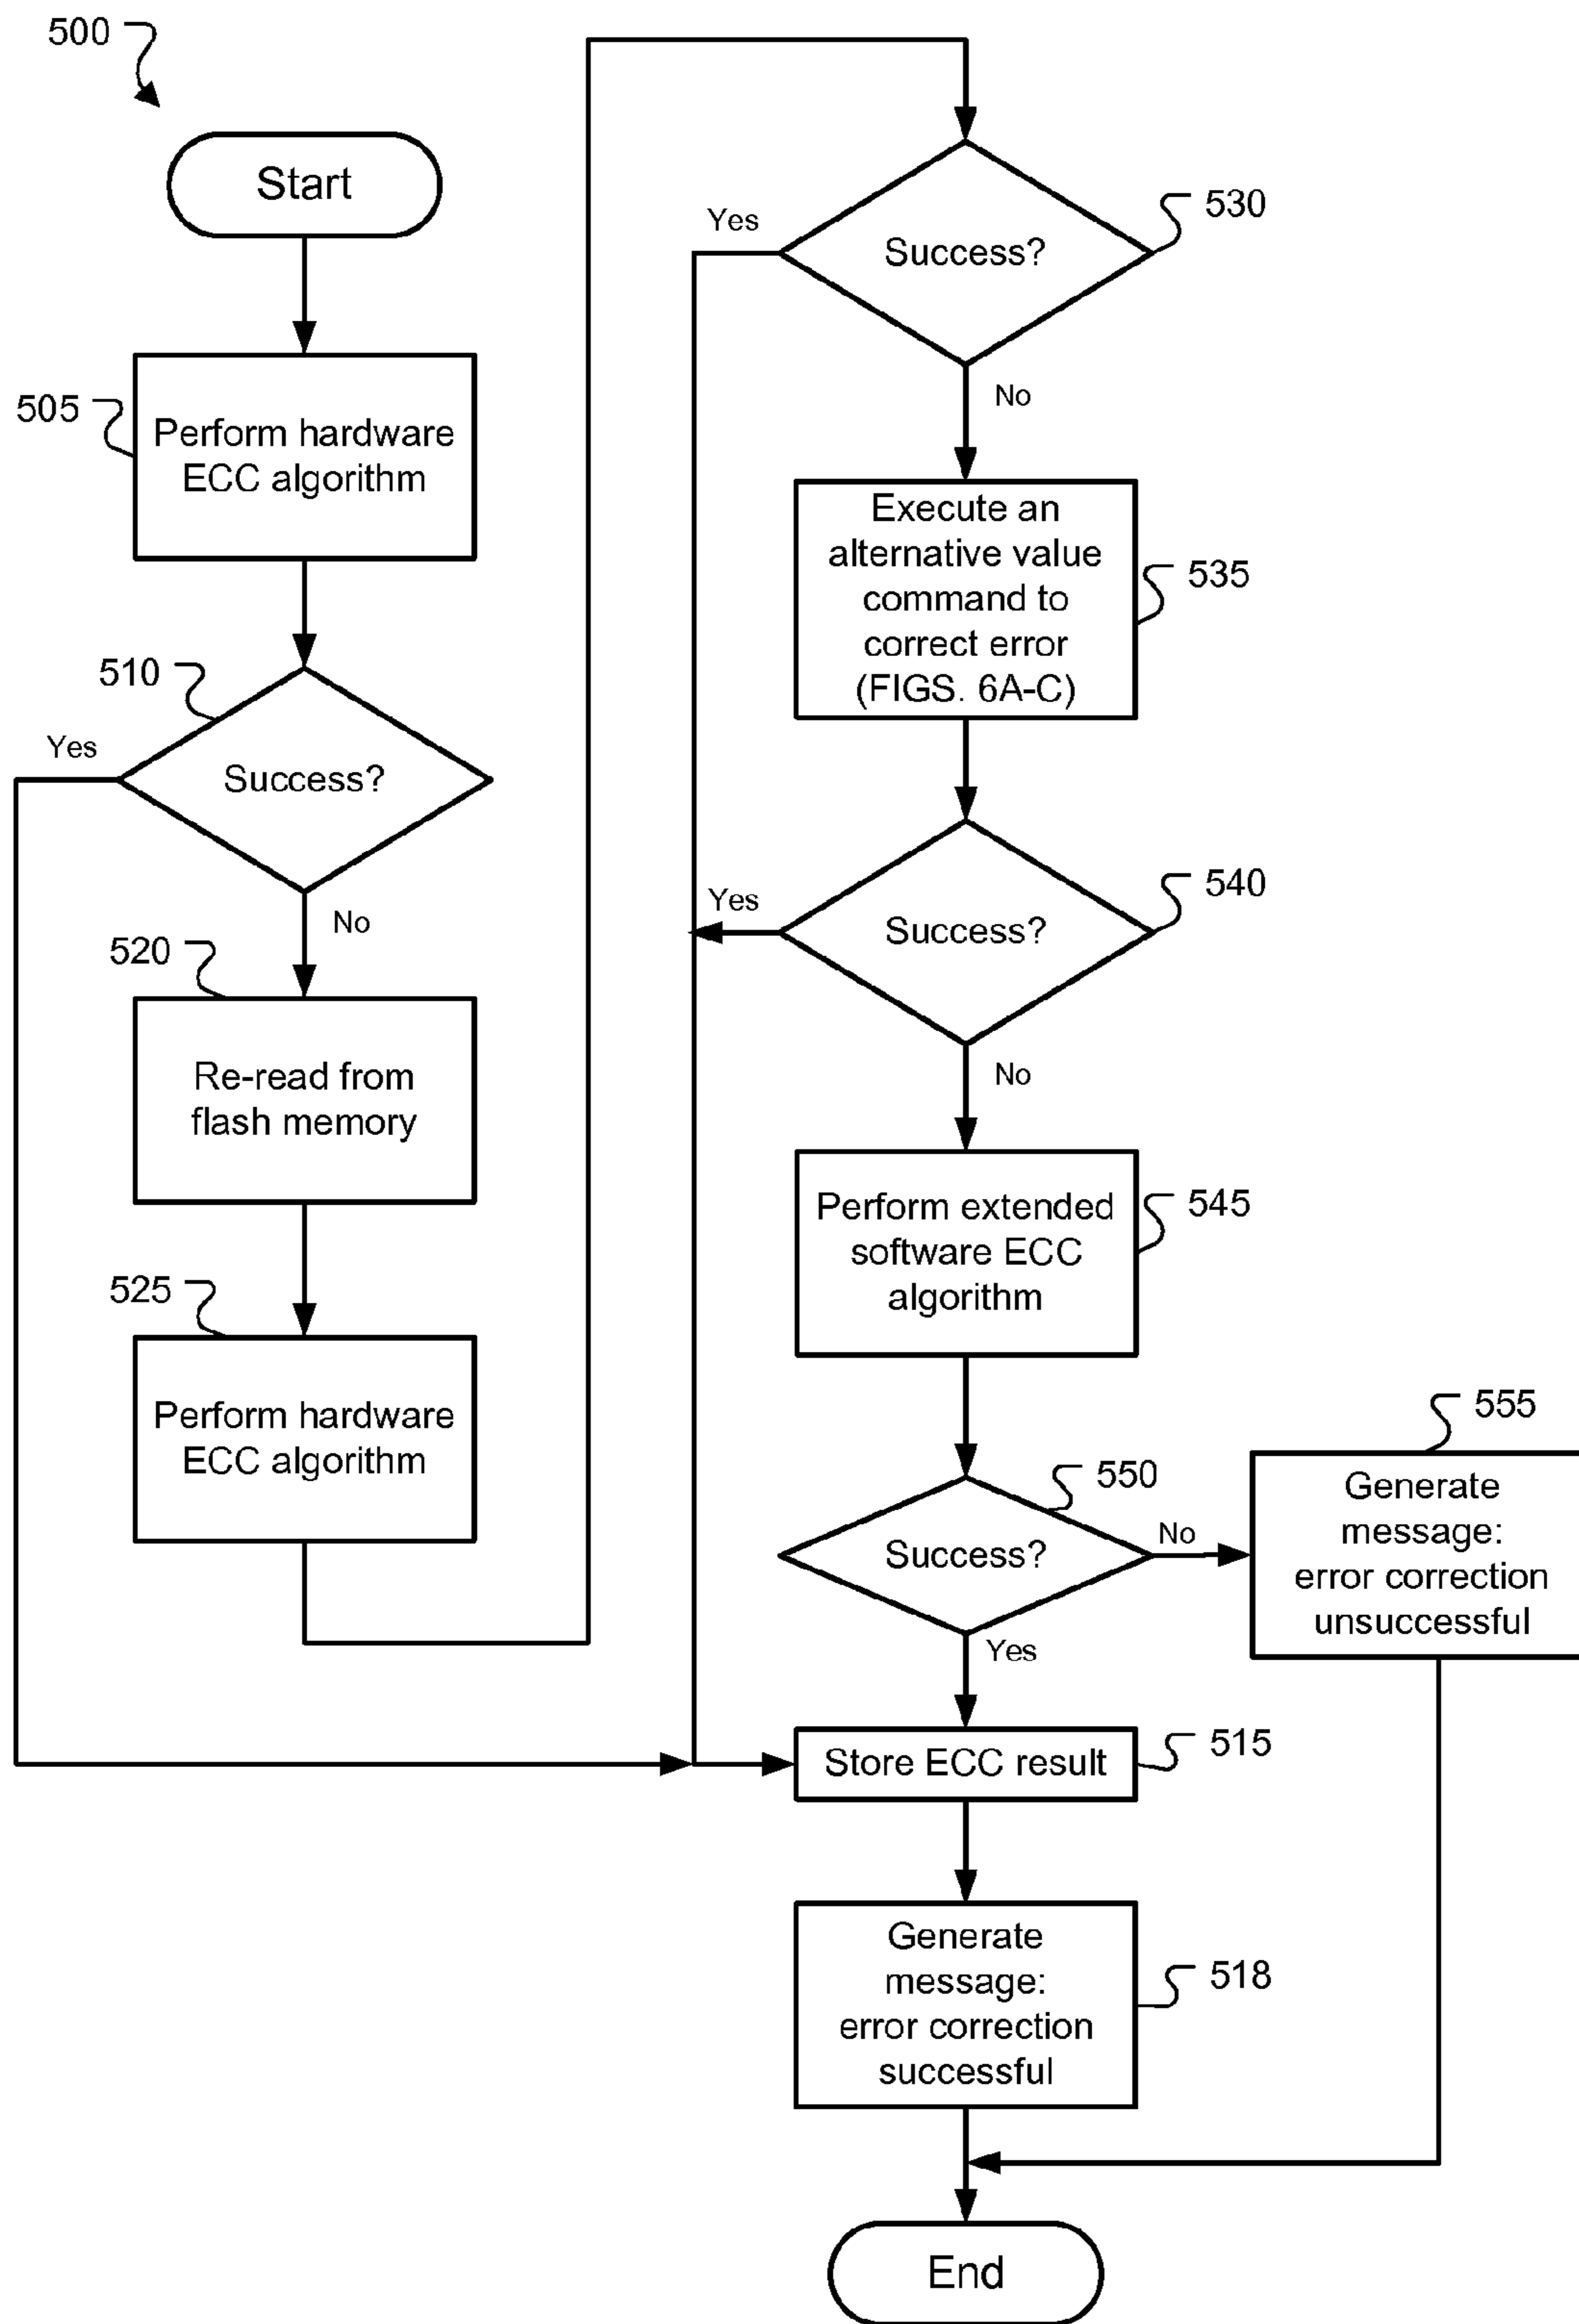 500
Start
505
Perform hardware
ECC algorithm
510
Yes
Success?
No
520
Re-read from
flash memory
525
Perform hardware
ECC algorithm
530
Yes
Success?
No
Execute an
alternative value
command to
correct error
(FIGS. 6A-C)
535
540
Yes
Success?
No
Perform extended
software ECC
algorithm
545
550
Success?
No
Yes
555
Generate
message:
error correction
unsuccessful
Store ECC result
515
Generate
message:
error correction
successful
518
End